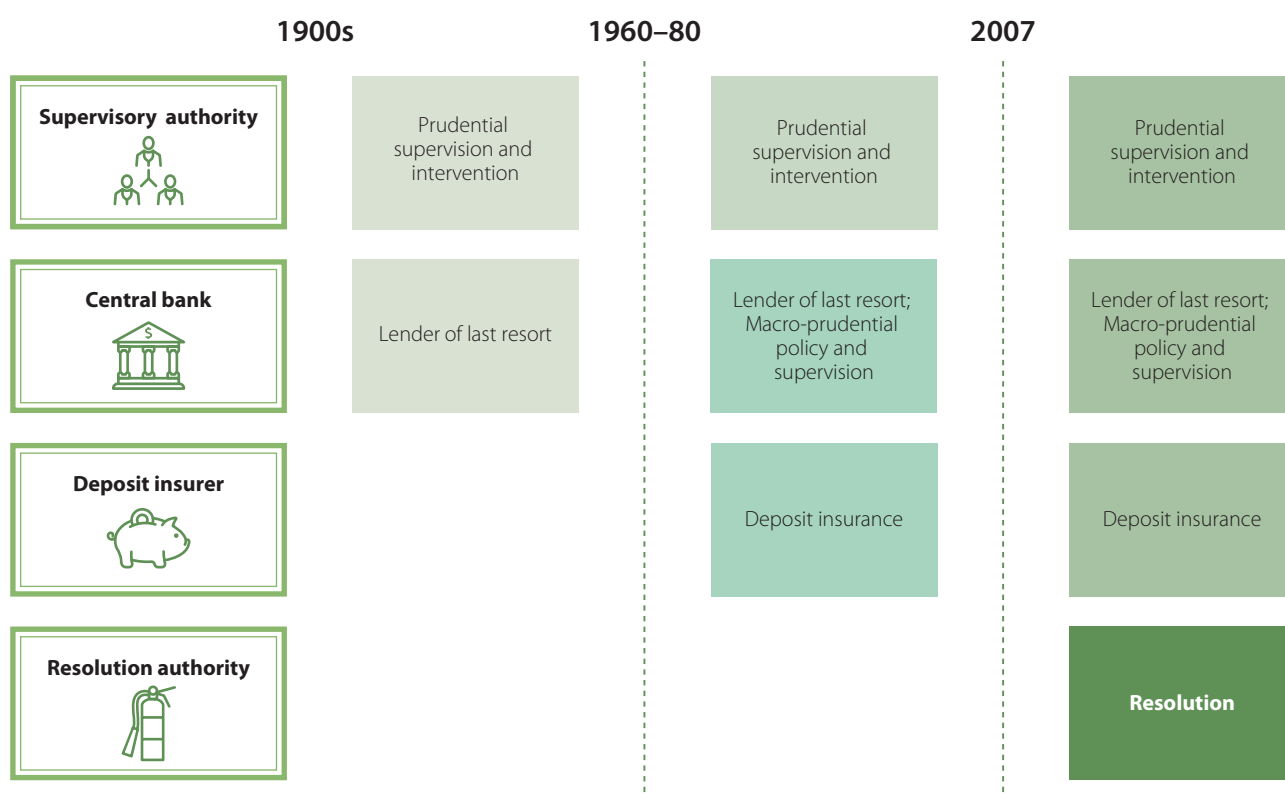 1900s
1960–80
2007
Supervisory authority
Prudential
supervision and
intervention
Prudential
supervision and
intervention
Prudential
supervision and
intervention
Central bank
$
Lender of last resort
Lender of last resort;
Macro-prudential
policy and
supervision
Lender of last resort;
Macro-prudential
policy and
supervision
Deposit insurer
Deposit insurance
Deposit insurance
Resolution authority
Resolution